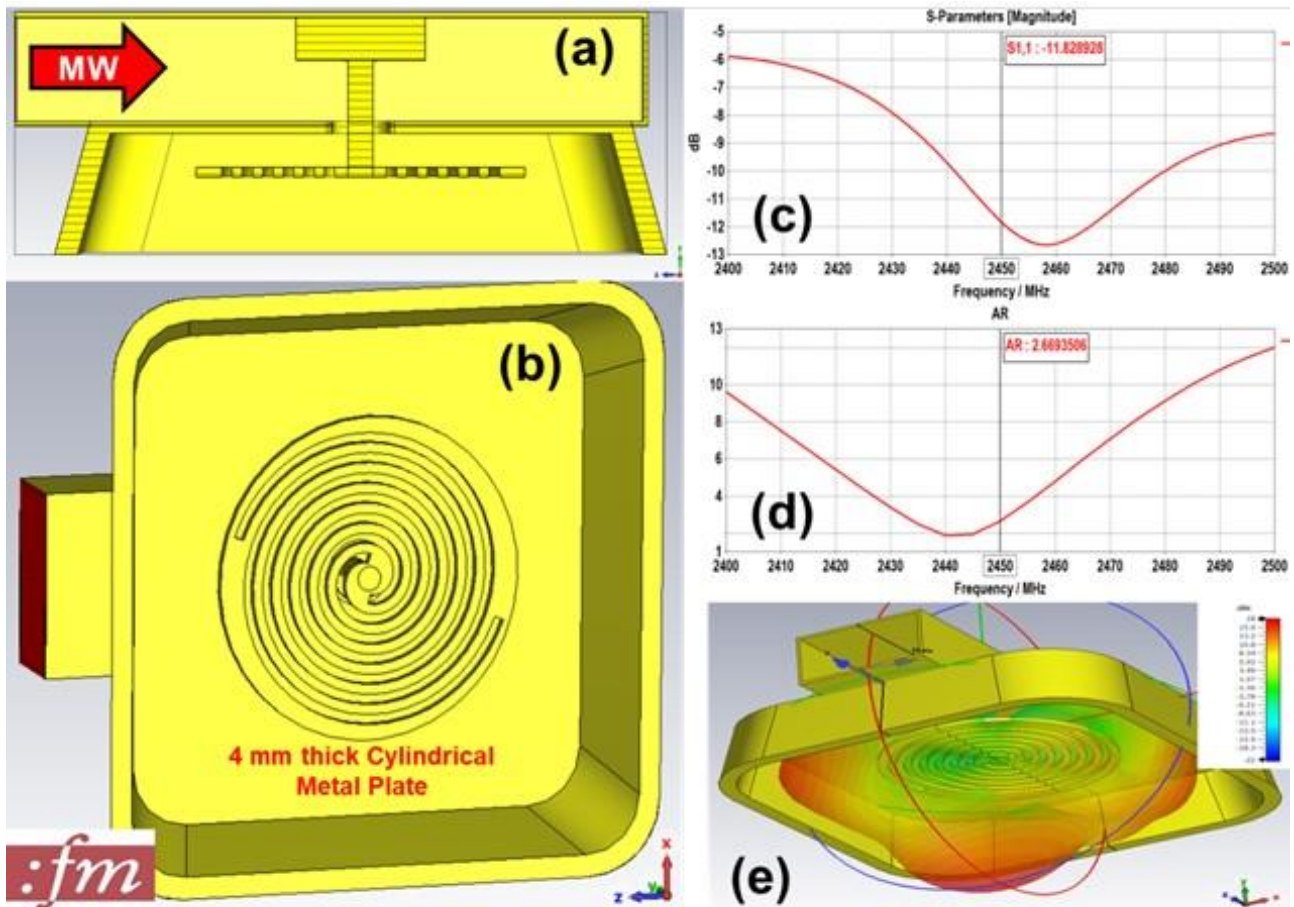 MW
(a)
(b)
4 mm thick Cylindrical
Metal Plate
:fm
x
z
S-Parameters [Magnitude]
S1,1 : -11.828928
-5
-6
-7
-8
-9
-10
-11
-12
-13
dB
(c)
2400 2410 2420 2430 2440 2450 2460 2470 2480 2490 2500
Frequency / MHz
AR
AR : 2.6693506
13
10
8
6
4
1
(d)
2400 2410 2420 2430 2440 2450 2460 2470 2480 2490 2500
Frequency / MHz
(e)